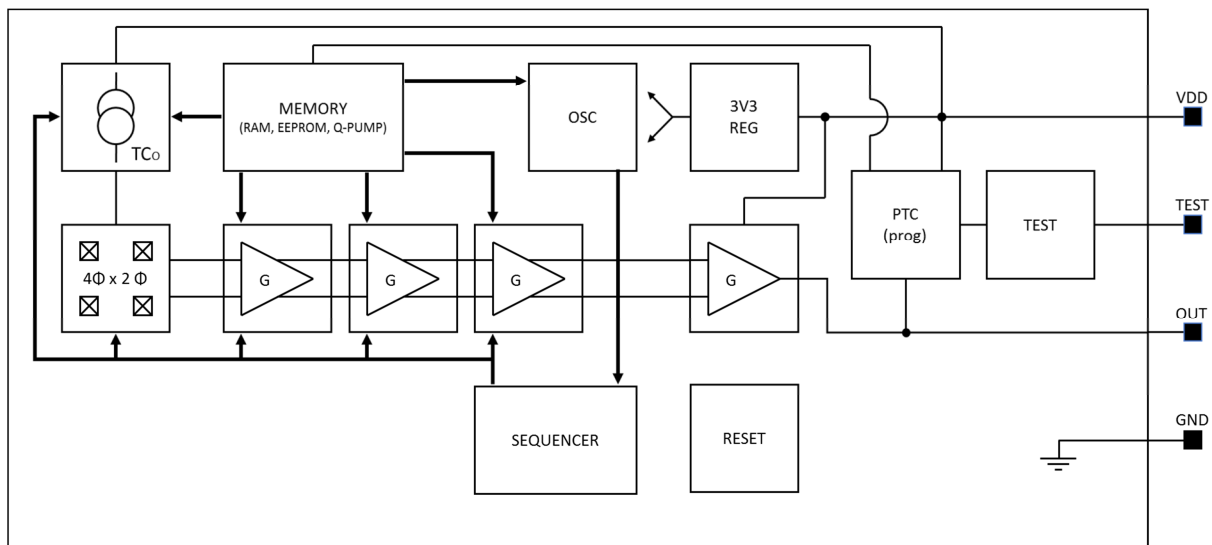 MEMORY
(RAM, EEPROM, Q-PUMP)
OSC
3V3
REG
VDD
TCO
PTC
(prog)
TEST
TEST
4Φ x 2 Φ
G
G
G
G
OUT
SEQUENCER
RESET
GND